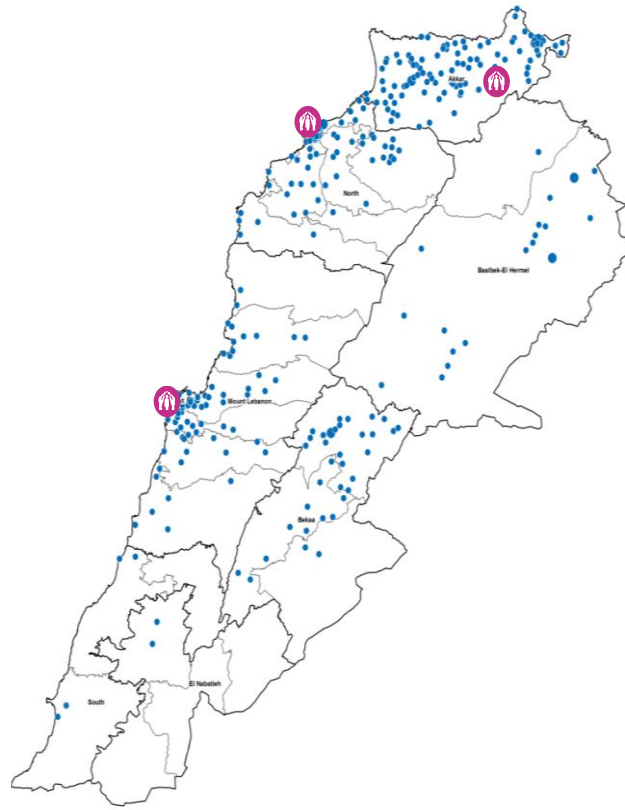 Akkar
North
Baalbek-El Hermel
Mount Lebanon
Bekaa
El Nabatieh
South